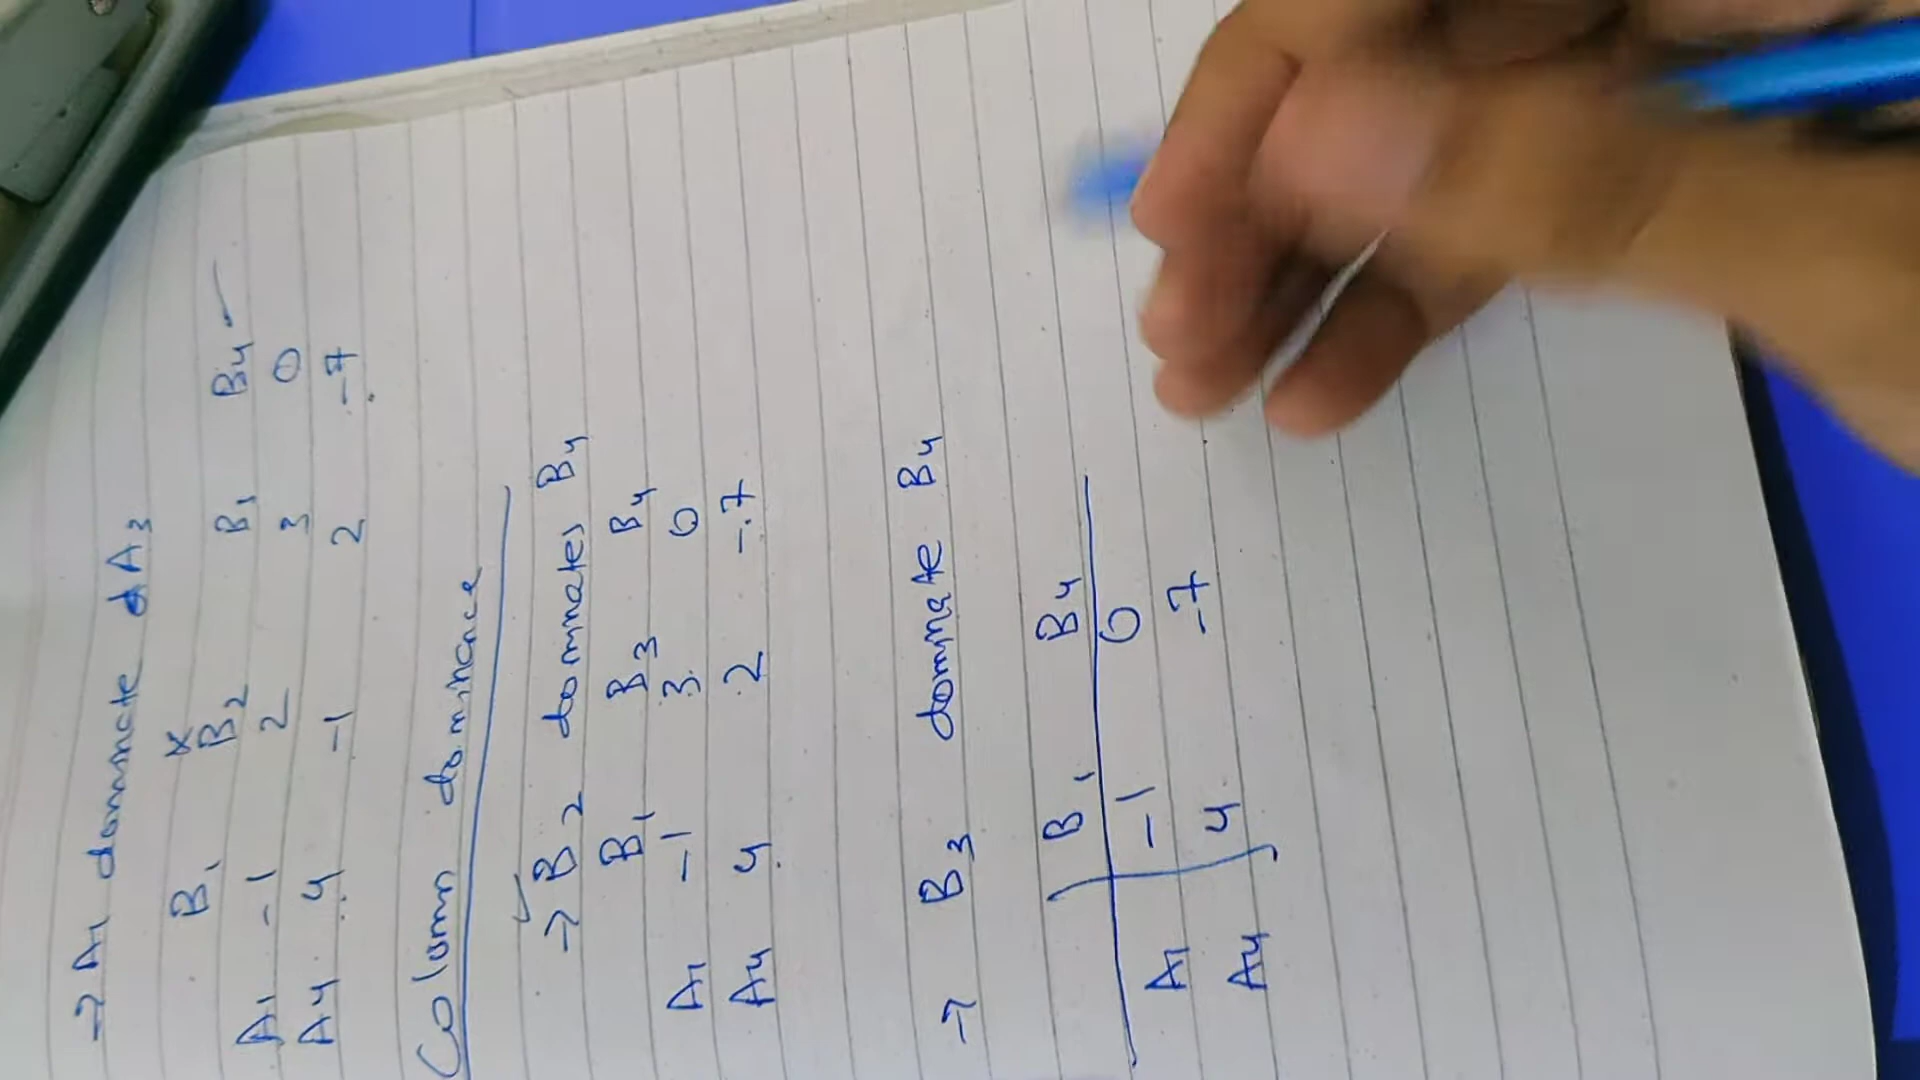 → A1 dominate A3
x
B1 B2 B1 B4
A1 -1 2 3 0
A4 4 -1 2 -7
Column dominance
→ B2 dominates B4
B1 B3 B4
A1 -1 3 0
A4 4 2 -7
→ B3 dominate B4
B1 B4
A1 -1 0
A4 4 -7